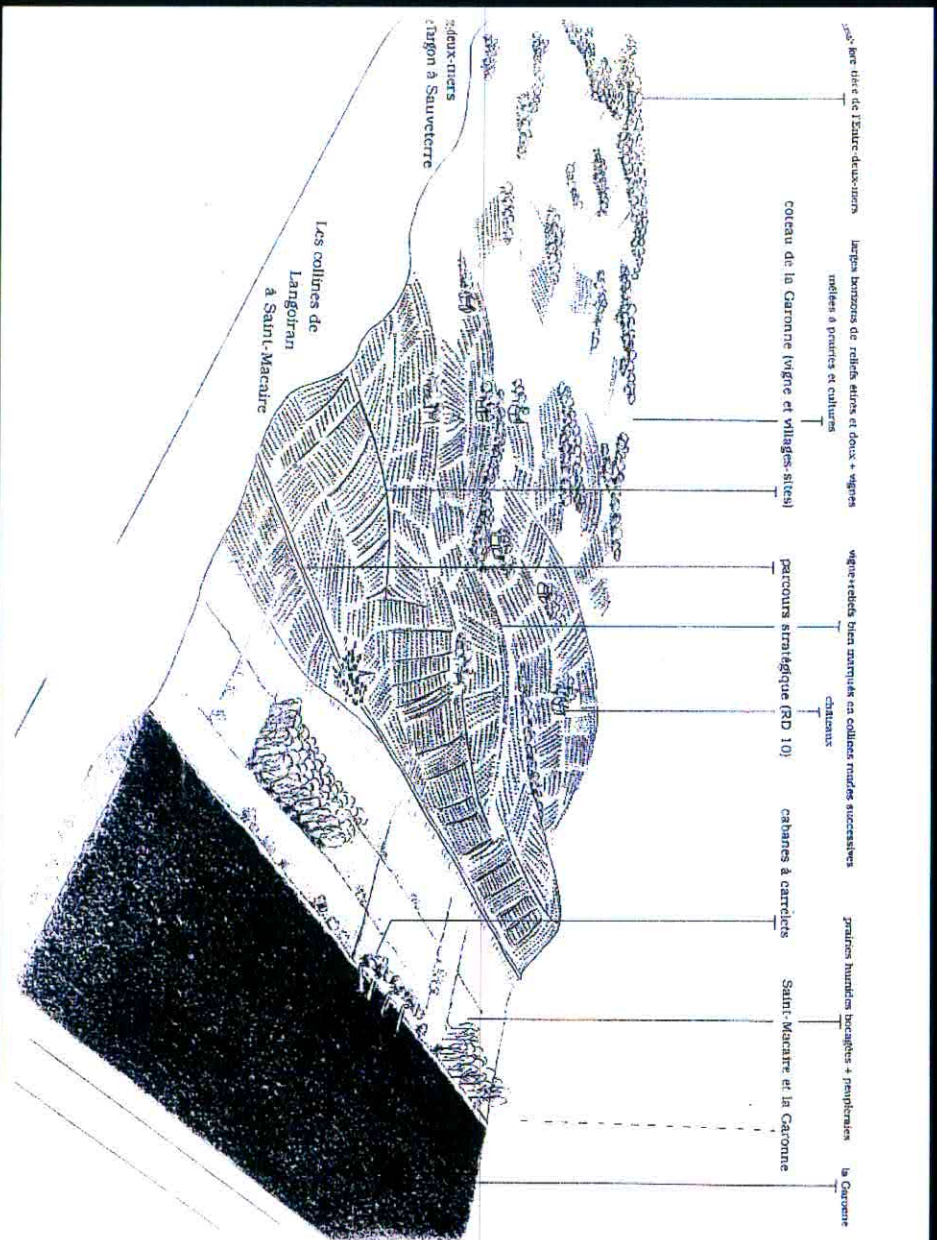 forestière de l'Entre-deux-mers
larges horizons de reliefs étirés et doux + vignes
mêlées à prairies et cultures
vigne+reliefs bien marqués en collines rondes successives
châteaux
prairies humides bocagées + peupleraies
la Garonne
coteau de la Garonne (vigne et villages-sites)
parcours stratégique (RD 10)
cabanes à carrelets
Saint-Macaire et la Garonne
deux-mers
Targon à Sauveterre
Les collines de
Langoiran
à Saint-Macaire